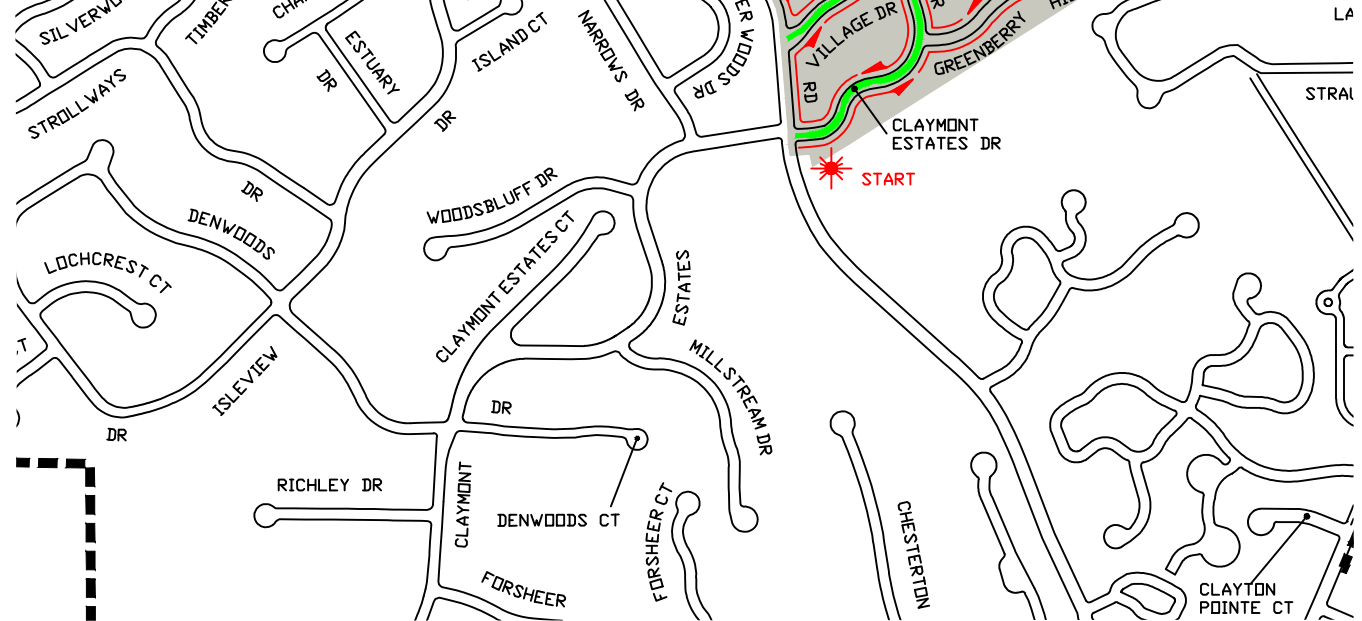 SILVERWO
TIMBER
CHA
ISLAND CT
NARROWS DR
ER WOODS DR
VILLAGE DR
R
HI
GREENBERRY
LA
ESTUARY
DR
STROLLWAYS
DR
RD
STRAU
CLAYMONT
ESTATES DR
START
DR
WOODSBLUFF DR
DENWOODS
LOCHCREST CT
CLAYMONT ESTATES CT
ESTATES
T
ISLEVIEW
MILLSTREAM DR
DR
DR
RICHLEY DR
CLAYMONT
DENWOODS CT
FORSHEER CT
CHESTERTON
FORSHEER
CLAYTON
POINTE CT